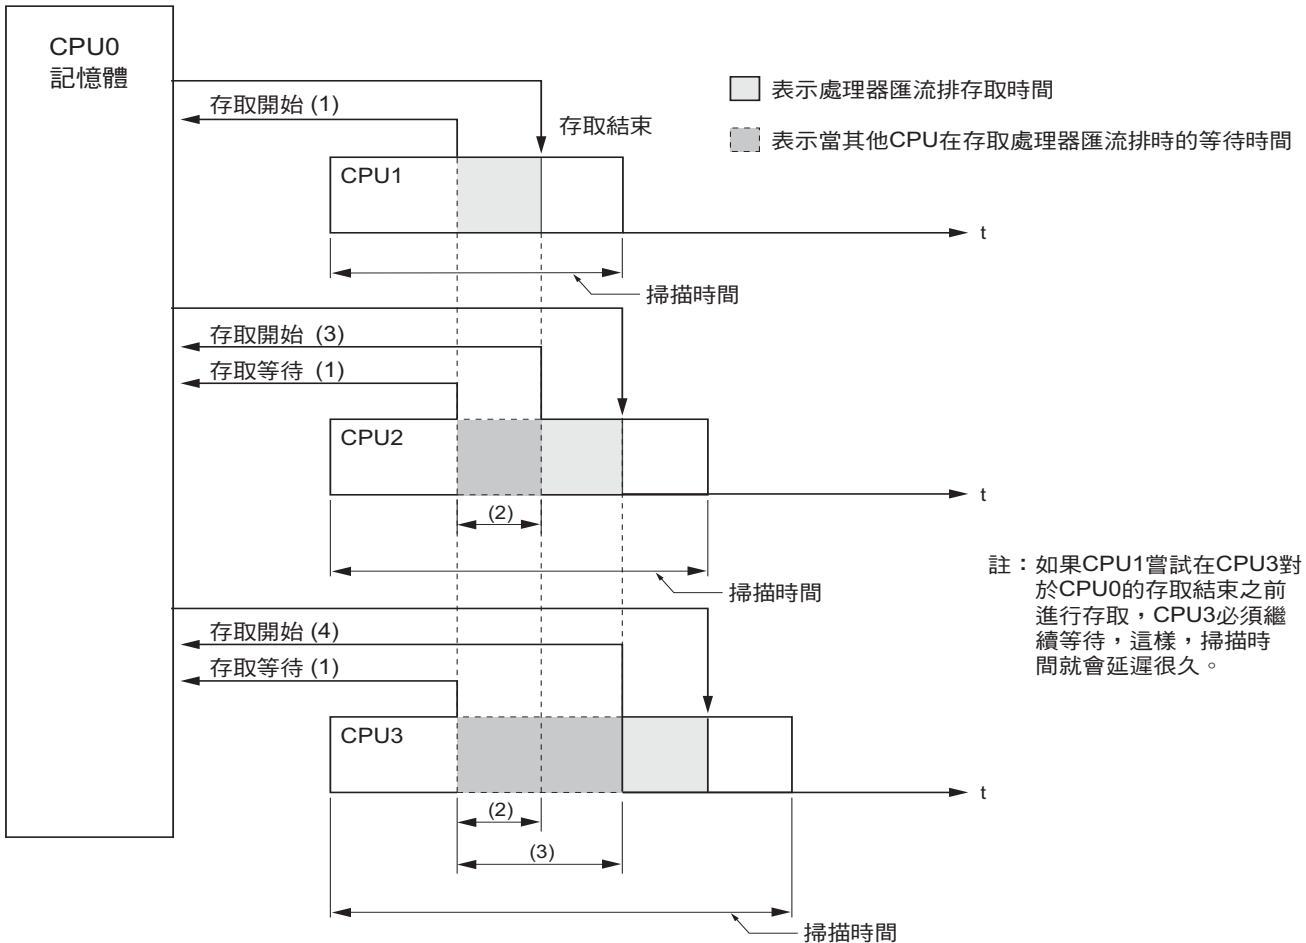 CPU0
記憶體
存取開始 (1)
存取結束
表示處理器匯流排存取時間
表示當其他CPU在存取處理器匯流排時的等待時間
CPU1
t
掃描時間
存取開始 (3)
存取等待 (1)
CPU2
t
(2)
掃描時間
註：如果CPU1嘗試在CPU3對
於CPU0的存取結束之前
進行存取，CPU3必須繼
續等待，這樣，掃描時
間就會延遲很久。
存取開始 (4)
存取等待 (1)
CPU3
t
(2)
(3)
掃描時間